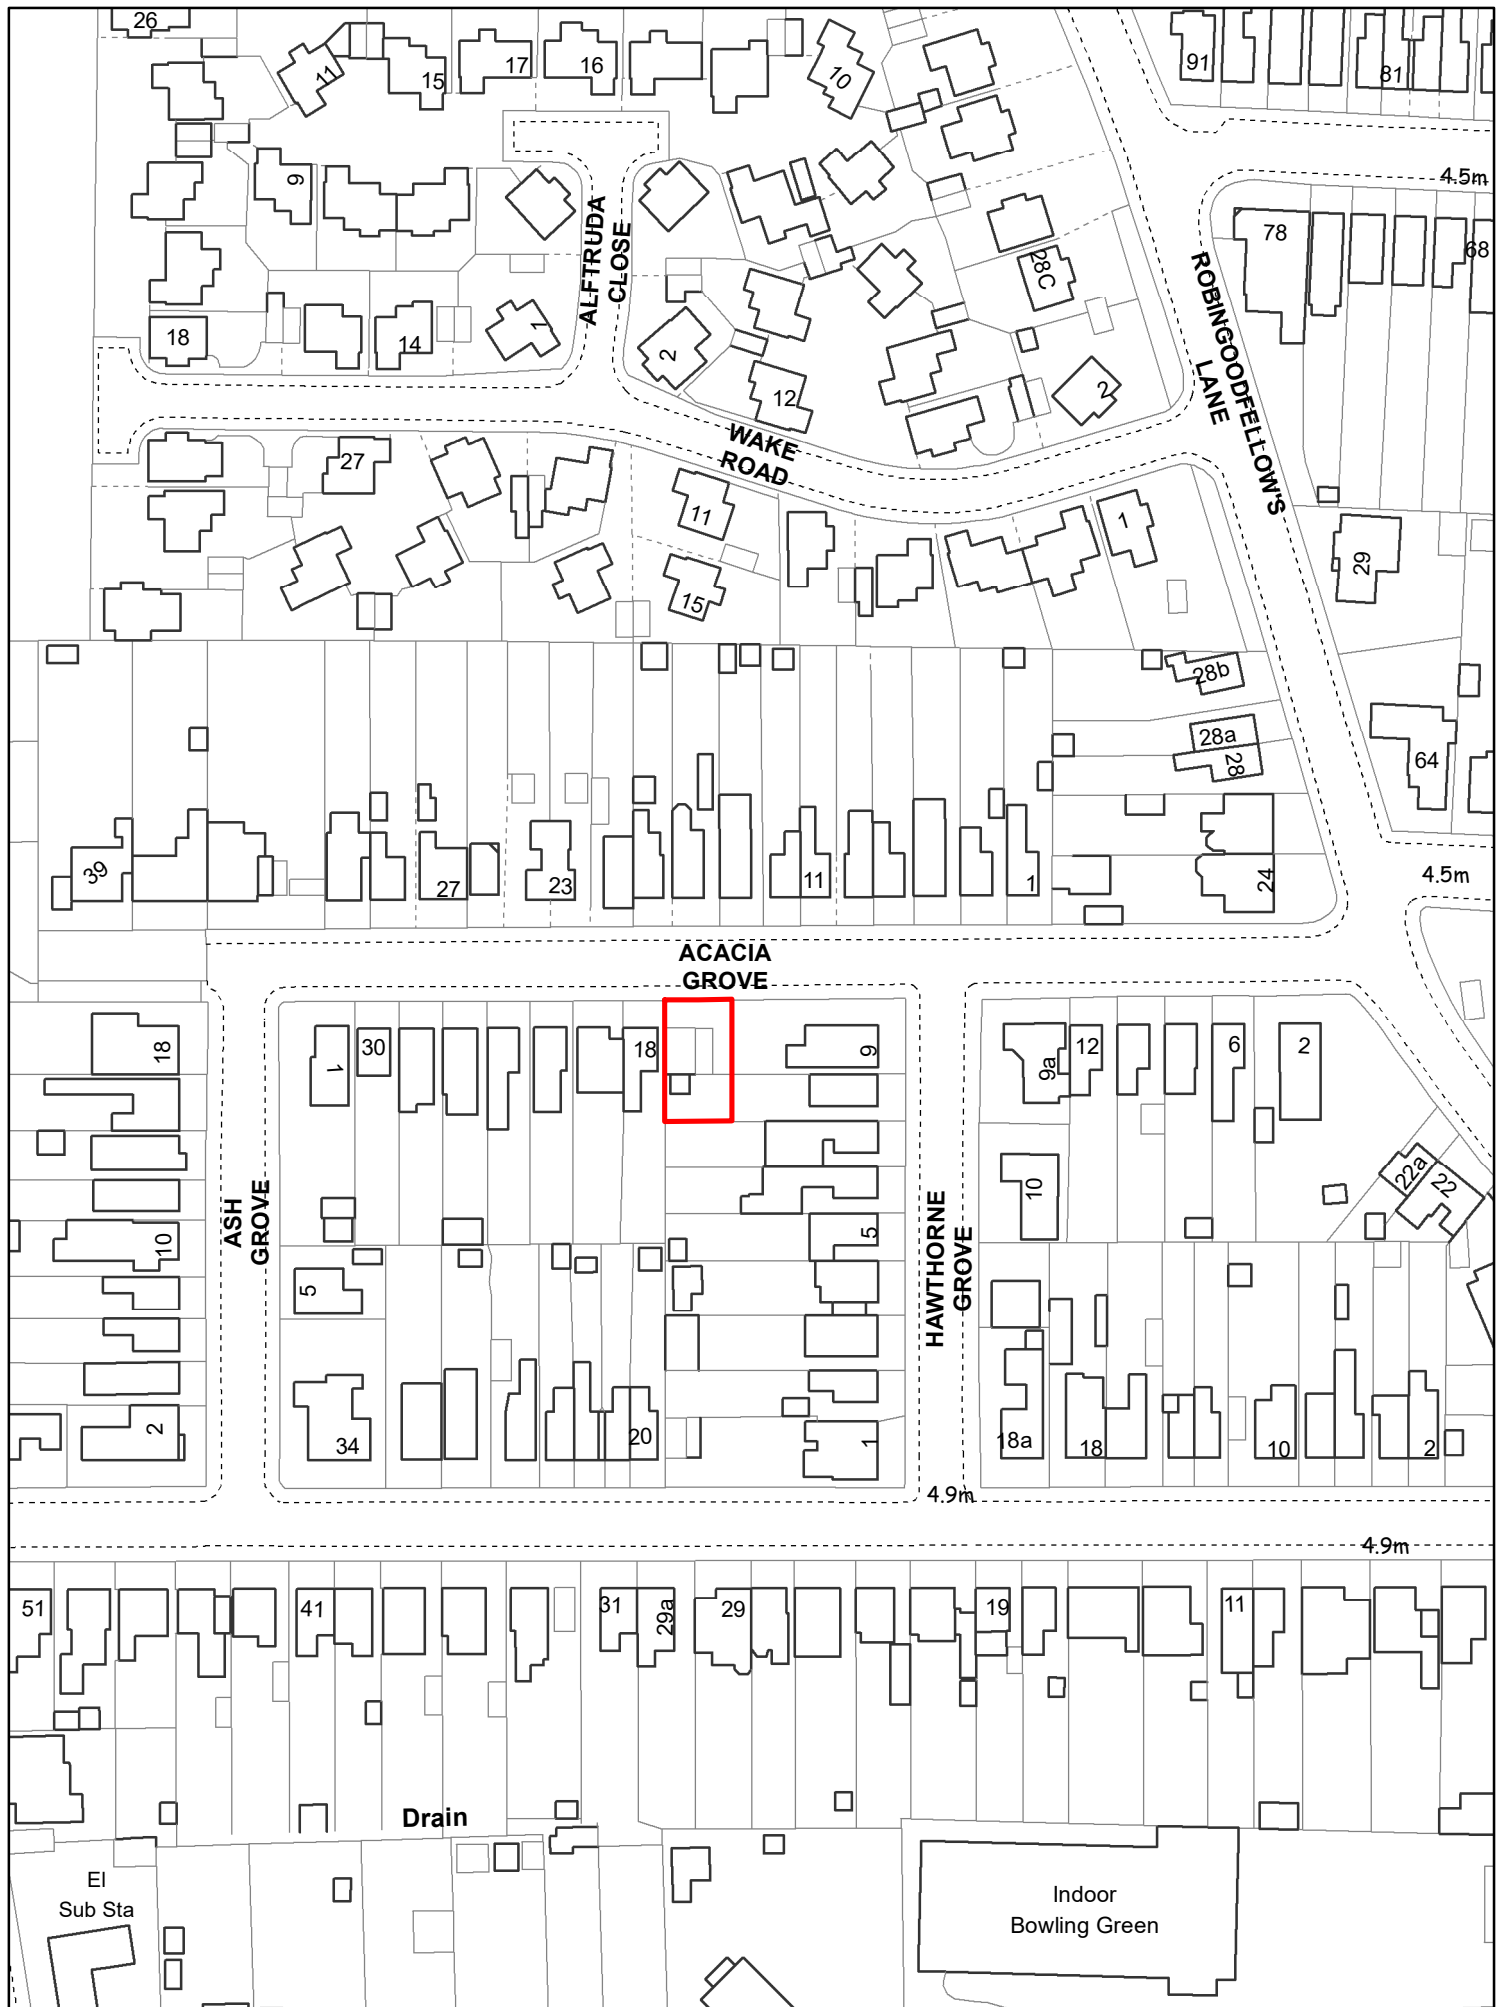 26
11
15
17
16
10
91
81
9
4.5m
78
68
ALFTRUDA
CLOSE
28C
ROBINGOODFELLOW'S
LANE
18
14
7
2
12
2
WAKE
ROAD
27
11
1
29
15
28b
28a
28
64
39
27
23
11
1
24
4.5m
ACACIA
GROVE
18
1
30
18
9
9a
12
6
2
ASH
GROVE
10
5
HAWTHORNE
GROVE
5
10
22a
22
2
34
20
1
18a
18
10
2
4.9m
4.9m
51
41
31
29a
29
19
11
Drain
El
Sub Sta
Indoor
Bowling Green